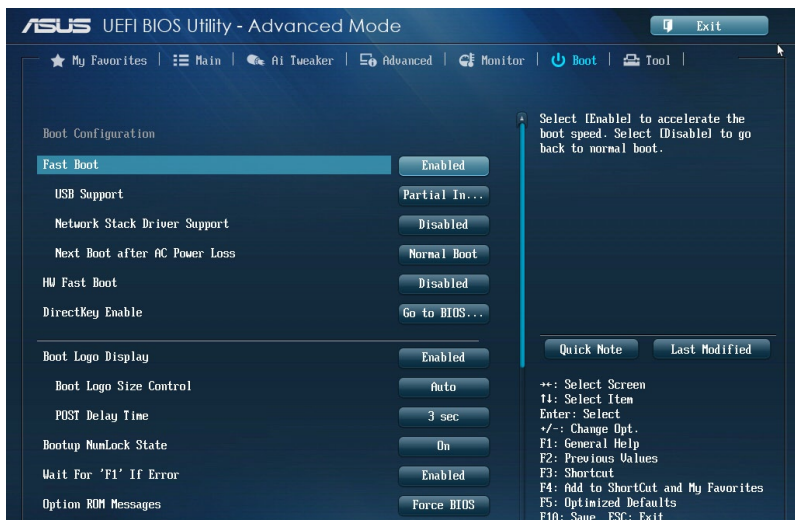 ASUS UEFI BIOS Utility - Advanced Mode
Exit
My Favorites | Main | Ai Tweaker | Advanced | Monitor | Boot | Tool |
Boot Configuration
Fast Boot Enabled
USB Support Partial In...
Network Stack Driver Support Disabled
Next Boot after AC Power Loss Normal Boot
HW Fast Boot Disabled
DirectKey Enable Go to BIOS...
Boot Logo Display Enabled
Boot Logo Size Control Auto
POST Delay Time 3 sec
Bootup NumLock State On
Wait For 'F1' If Error Enabled
Option ROM Messages Force BIOS
Select [Enable] to accelerate the
boot speed. Select [Disable] to go
back to normal boot.
Quick Note Last Modified
→←: Select Screen
↑↓: Select Item
Enter: Select
+/-: Change Opt.
F1: General Help
F2: Previous Values
F3: Shortcut
F4: Add to ShortCut and My Favorites
F5: Optimized Defaults
F10: Save ESC: Exit